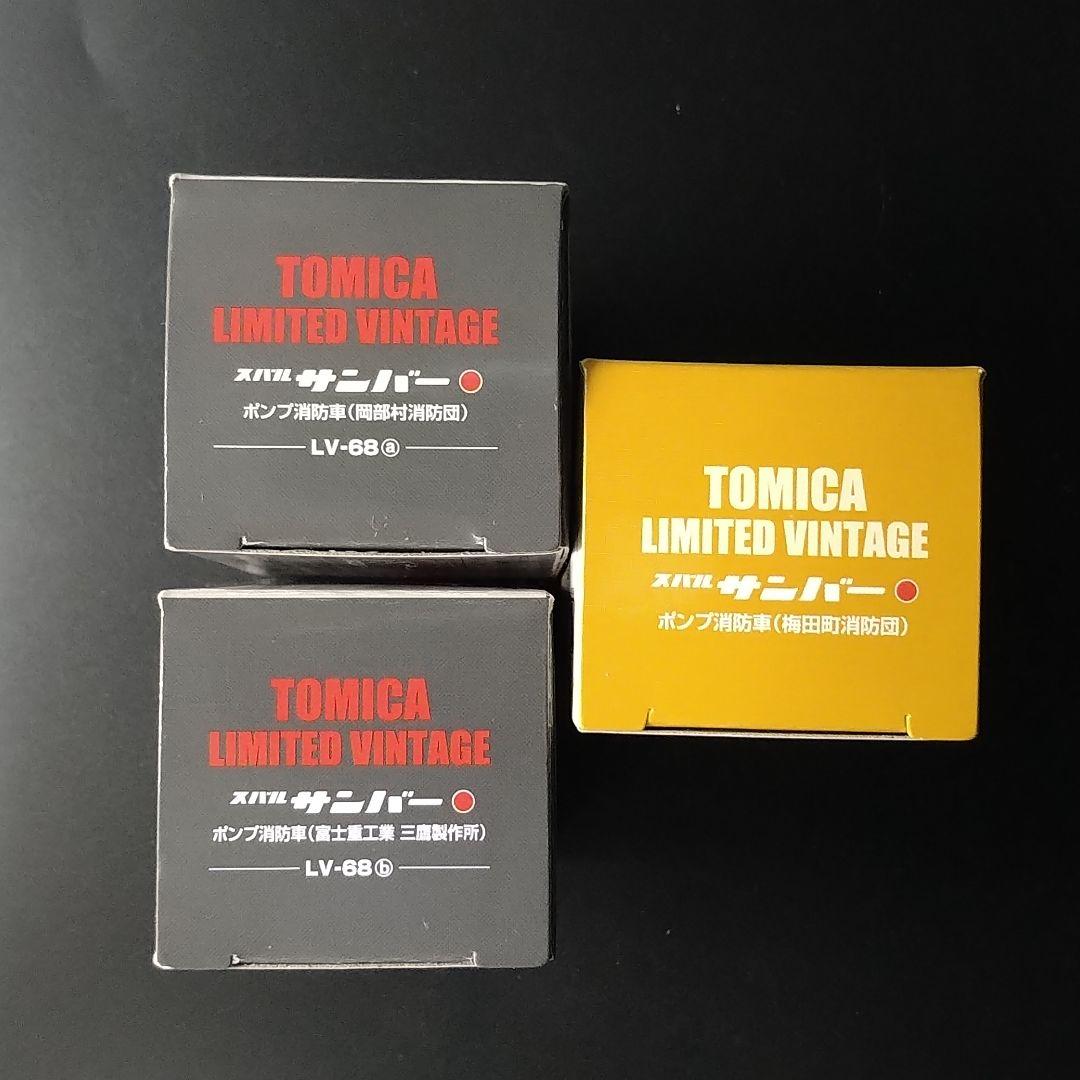 TOMICA
LIMITED VINTAGE
スバル サンバー
ポンプ消防車(岡部村消防団)
LV-68ⓐ
TOMICA
LIMITED VINTAGE
スバル サンバー
ポンプ消防車(梅田町消防団)
TOMICA
LIMITED VINTAGE
スバル サンバー
ポンプ消防車(富士重工業 三鷹製作所)
LV-68ⓑ